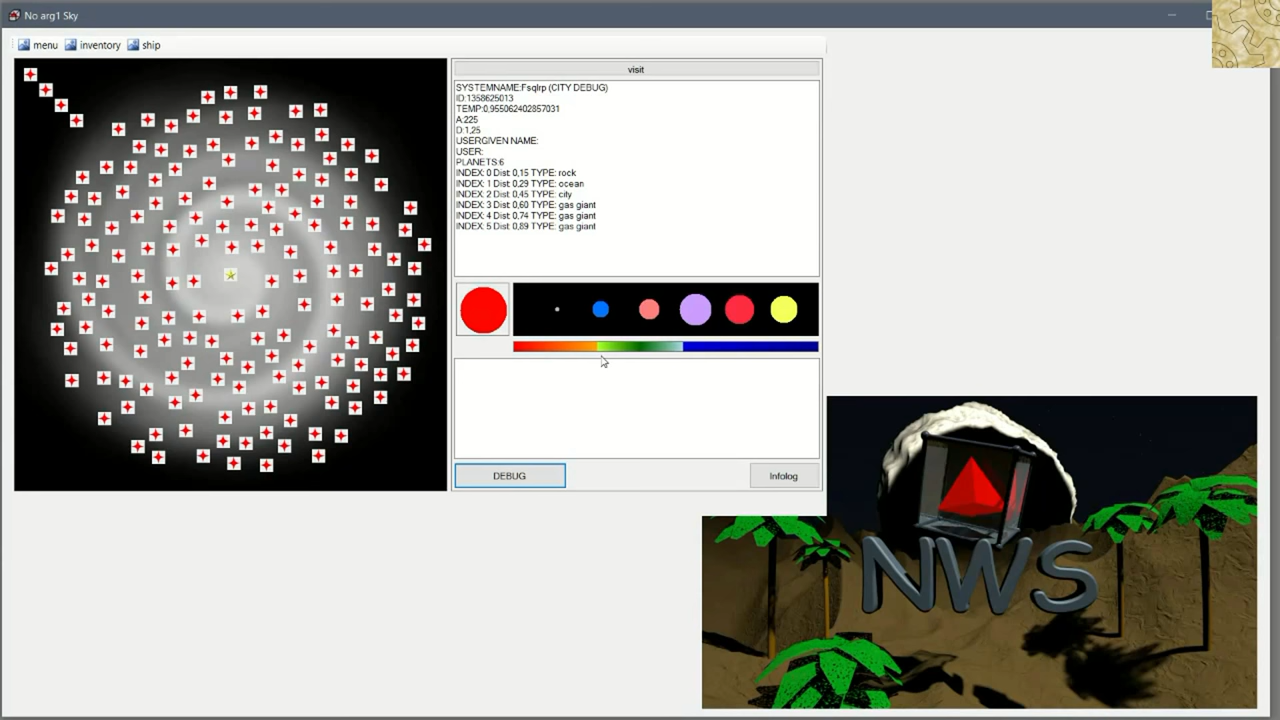 No arg1 Sky
menu inventory ship
visit
SYSTEMNAME:Fsqlrp (CITY DEBUG)
ID:1358625013
TEMP:0,955062402857031
A:225
D:1,25
USERGIVEN NAME:
USER:
PLANETS:6
INDEX: 0 Dist: 0,15 TYPE: rock
INDEX: 1 Dist: 0,29 TYPE: ocean
INDEX: 2 Dist: 0,45 TYPE: city
INDEX: 3 Dist: 0,60 TYPE: gas giant
INDEX: 4 Dist: 0,74 TYPE: gas giant
INDEX: 5 Dist: 0,89 TYPE: gas giant
DEBUG
Infolog
NWS